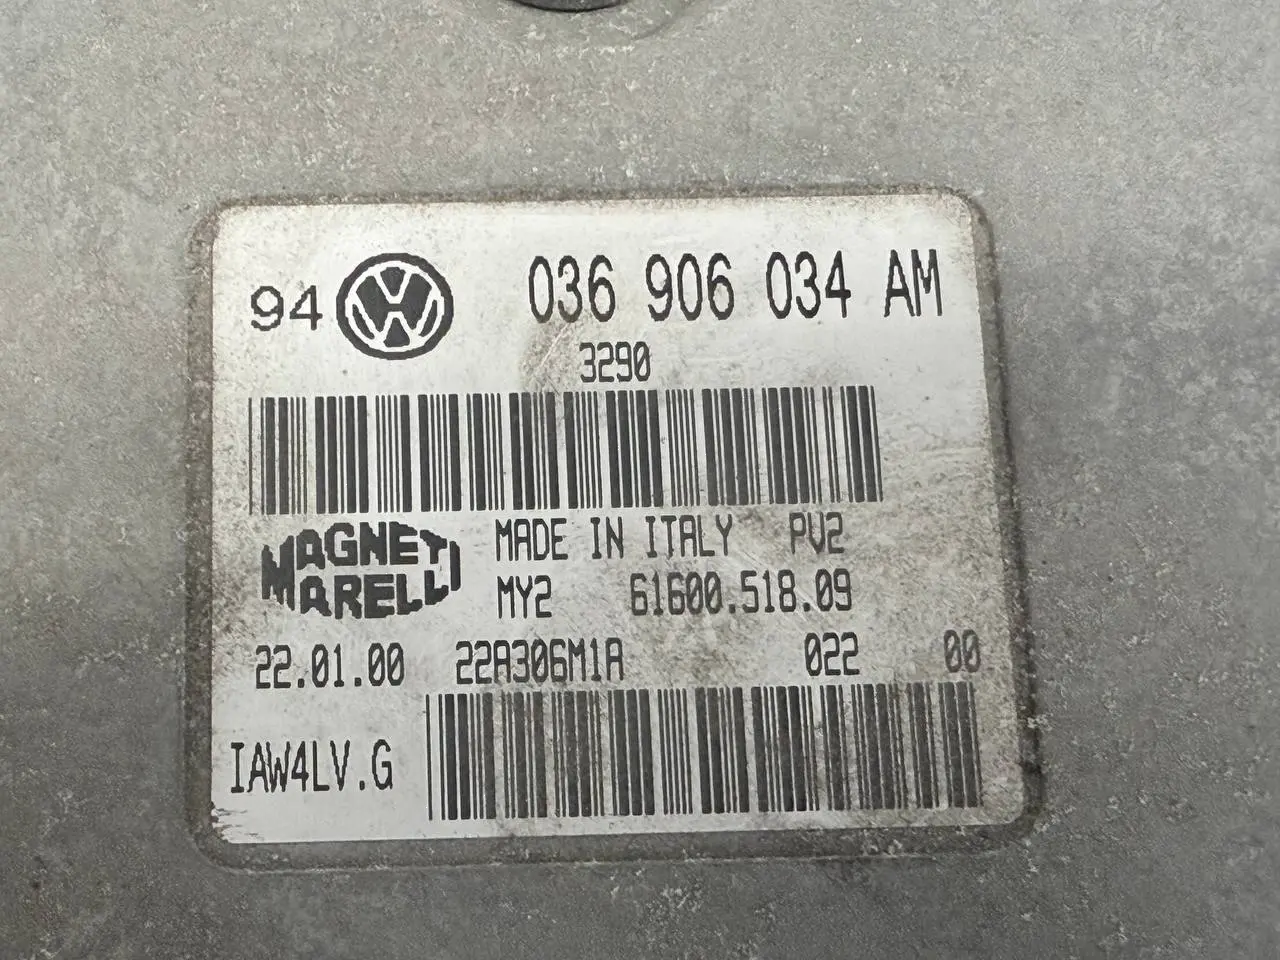 94 036 906 034 AM
3290
MAGNETI MADE IN ITALY PV2
MARELLI MY2 61600.518.09
22.01.00 22A306M1A 022 00
IAW4LV.G